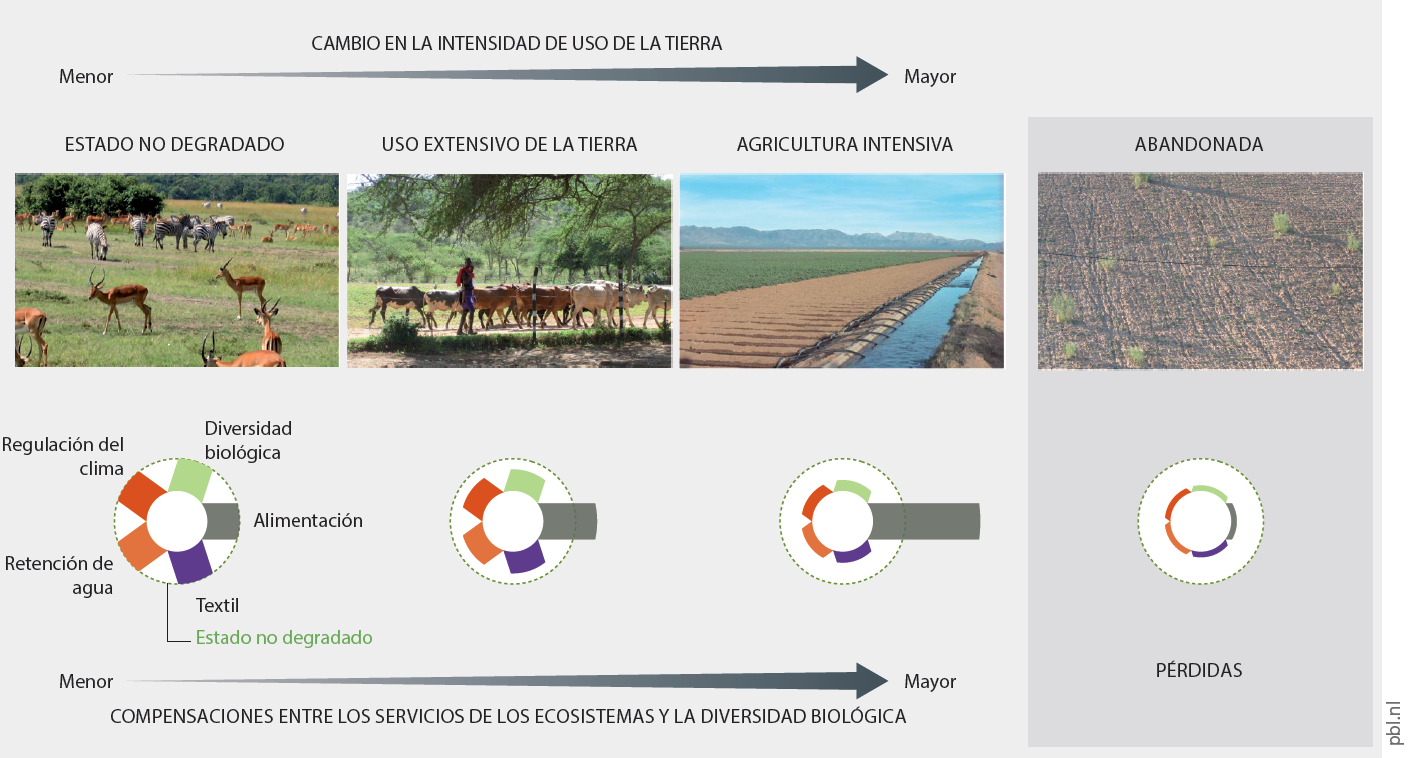 CAMBIO EN LA INTENSIDAD DE USO DE LA TIERRA
Menor
Mayor
ESTADO NO DEGRADADO
USO EXTENSIVO DE LA TIERRA
AGRICULTURA INTENSIVA
ABANDONADA
Diversidad
biológica
Regulación del
clima
Alimentación
Retención de
agua
Textil
Estado no degradado
Menor
Mayor
PÉRDIDAS
COMPENSACIONES ENTRE LOS SERVICIOS DE LOS ECOSISTEMAS Y LA DIVERSIDAD BIOLÓGICA
pbl.nl